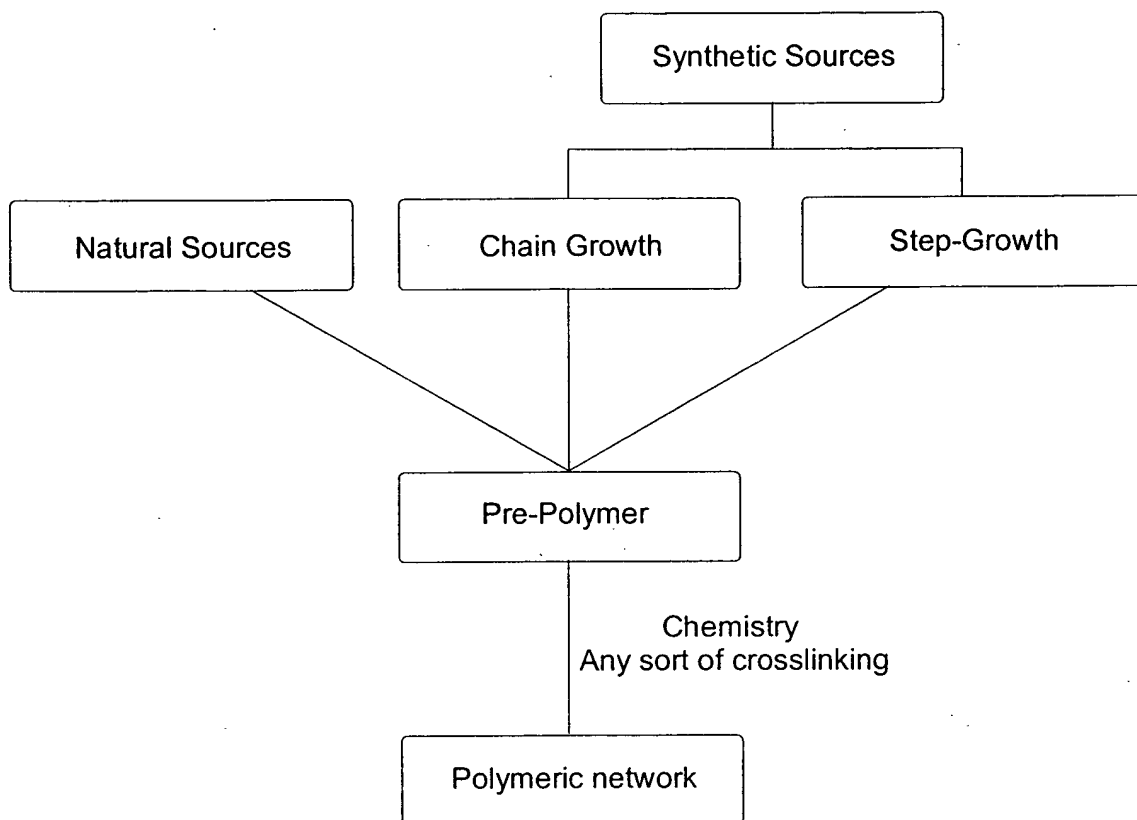 Synthetic Sources
Natural Sources
Chain Growth
Step-Growth
Pre-Polymer
Chemistry
Any sort of crosslinking
Polymeric network